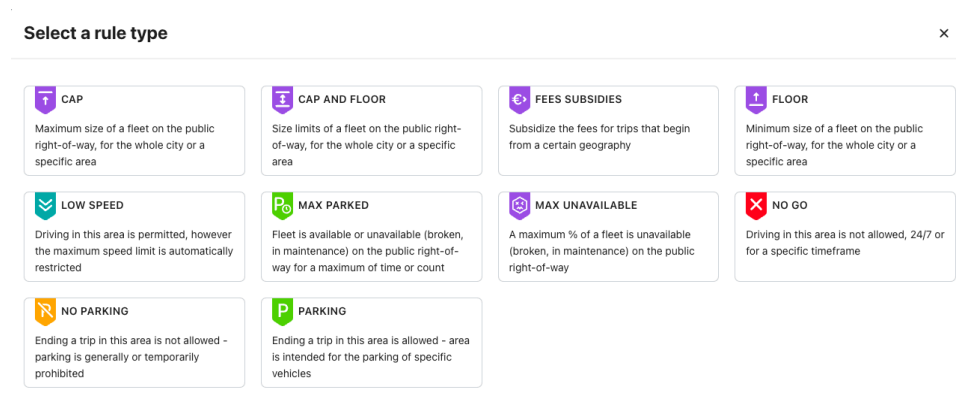 Select a rule type
CAP
Maximum size of a fleet on the public
right-of-way, for the whole city or a
specific area
CAP AND FLOOR
Size limits of a fleet on the public right-
of-way, for the whole city or a specific
area
FEES SUBSIDIES
Subsidize the fees for trips that begin
from a certain geography
FLOOR
Minimum size of a fleet on the public
right-of-way, for the whole city or a
specific area
LOW SPEED
Driving in this area is permitted, however
the maximum speed limit is automatically
restricted
MAX PARKED
Fleet is available or unavailable (broken,
in maintenance) on the public right-of-
way for a maximum of time or count
MAX UNAVAILABLE
A maximum % of a fleet is unavailable
(broken, in maintenance) on the public
right-of-way
NO GO
Driving in this area is not allowed, 24/7 or
for a specific timeframe
NO PARKING
Ending a trip in this area is not allowed -
parking is generally or temporarily
prohibited
PARKING
Ending a trip in this area is allowed - area
is intended for the parking of specific
vehicles